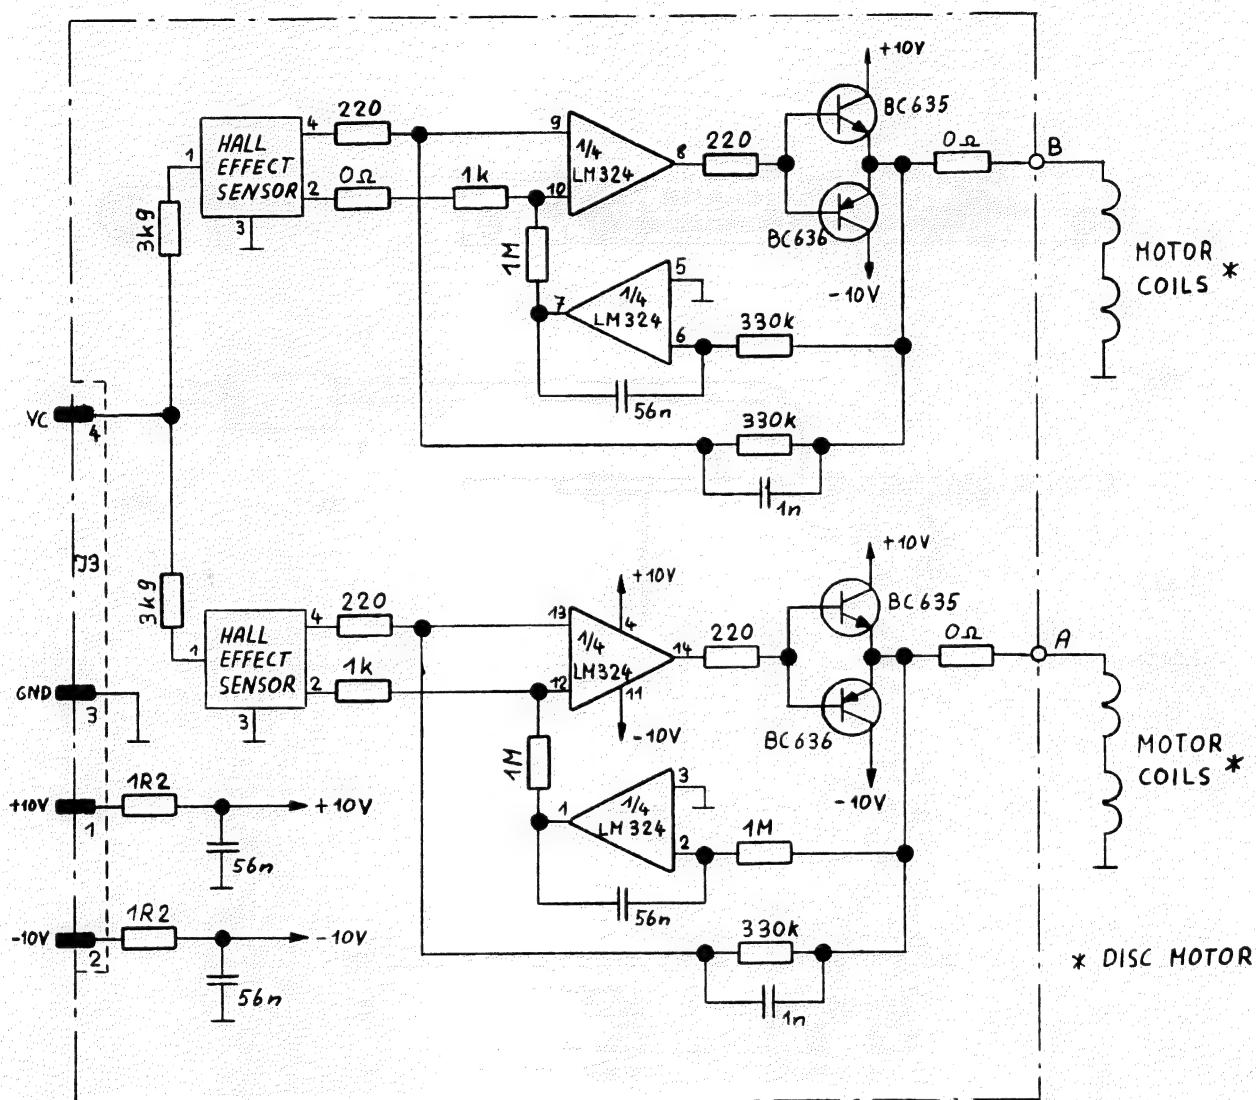 +10V
BC635
220
4
9
HALL
EFFECT
SENSOR
1
1/4
LM324
8
220
0Ω
B
2
0Ω
1k
10
3
3k9
1M
BC636
-10V
MOTOR
COILS *
5
1/4
LM324
7
6
330k
56n
VC
4
330k
1n
J3
+10V
+10V
BC635
3k9
220
4
13
4
HALL
EFFECT
SENSOR
1
1/4
LM324
14
220
0Ω
A
2
1k
12
11
-10V
3
GND
3
1M
BC636
-10V
MOTOR
COILS *
3
1/4
LM324
1
2
1M
+10V
1
1R2
+10V
56n
56n
-10V
2
1R2
-10V
56n
330k
1n
* DISC MOTOR